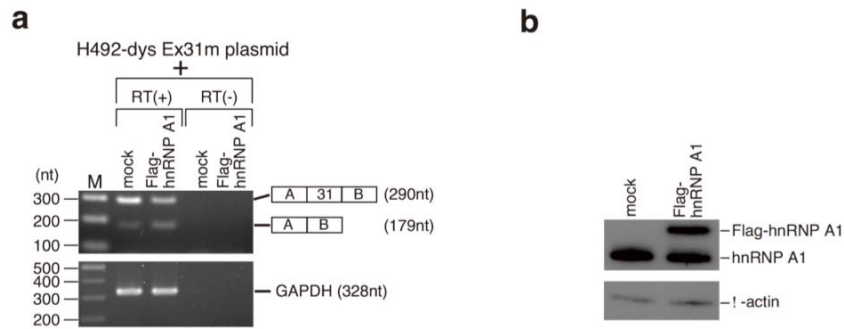 a
H492-dys Ex31m plasmid
+
RT(+) RT(-)
mock
Flag-
hnRNP A1
mock
Flag-
hnRNP A1
(nt)
M
300
200
100
A 31 B (290nt)
A B (179nt)
500
400
300
200
GAPDH (328nt)
b
mock
Flag-
hnRNP A1
Flag-hnRNP A1
hnRNP A1
! -actin